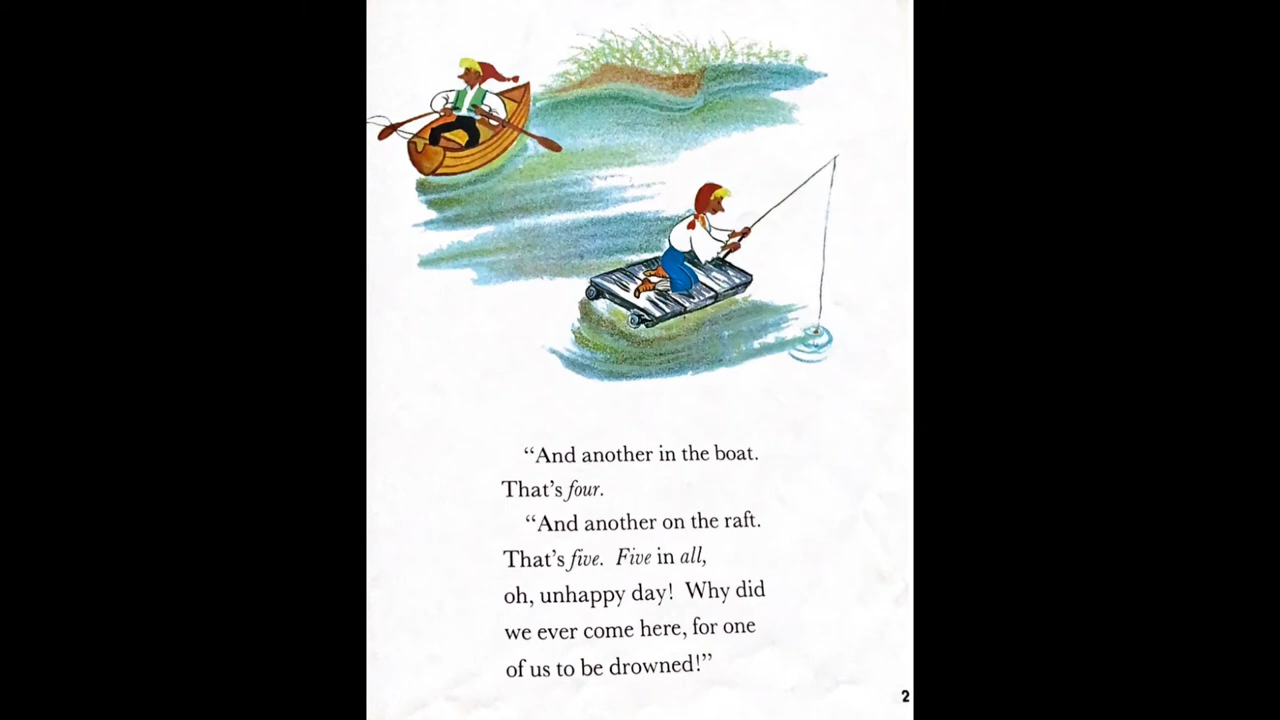 “And another in the boat.
That’s four.
“And another on the raft.
That’s five. Five in all,
oh, unhappy day! Why did
we ever come here, for one
of us to be drowned!”
2